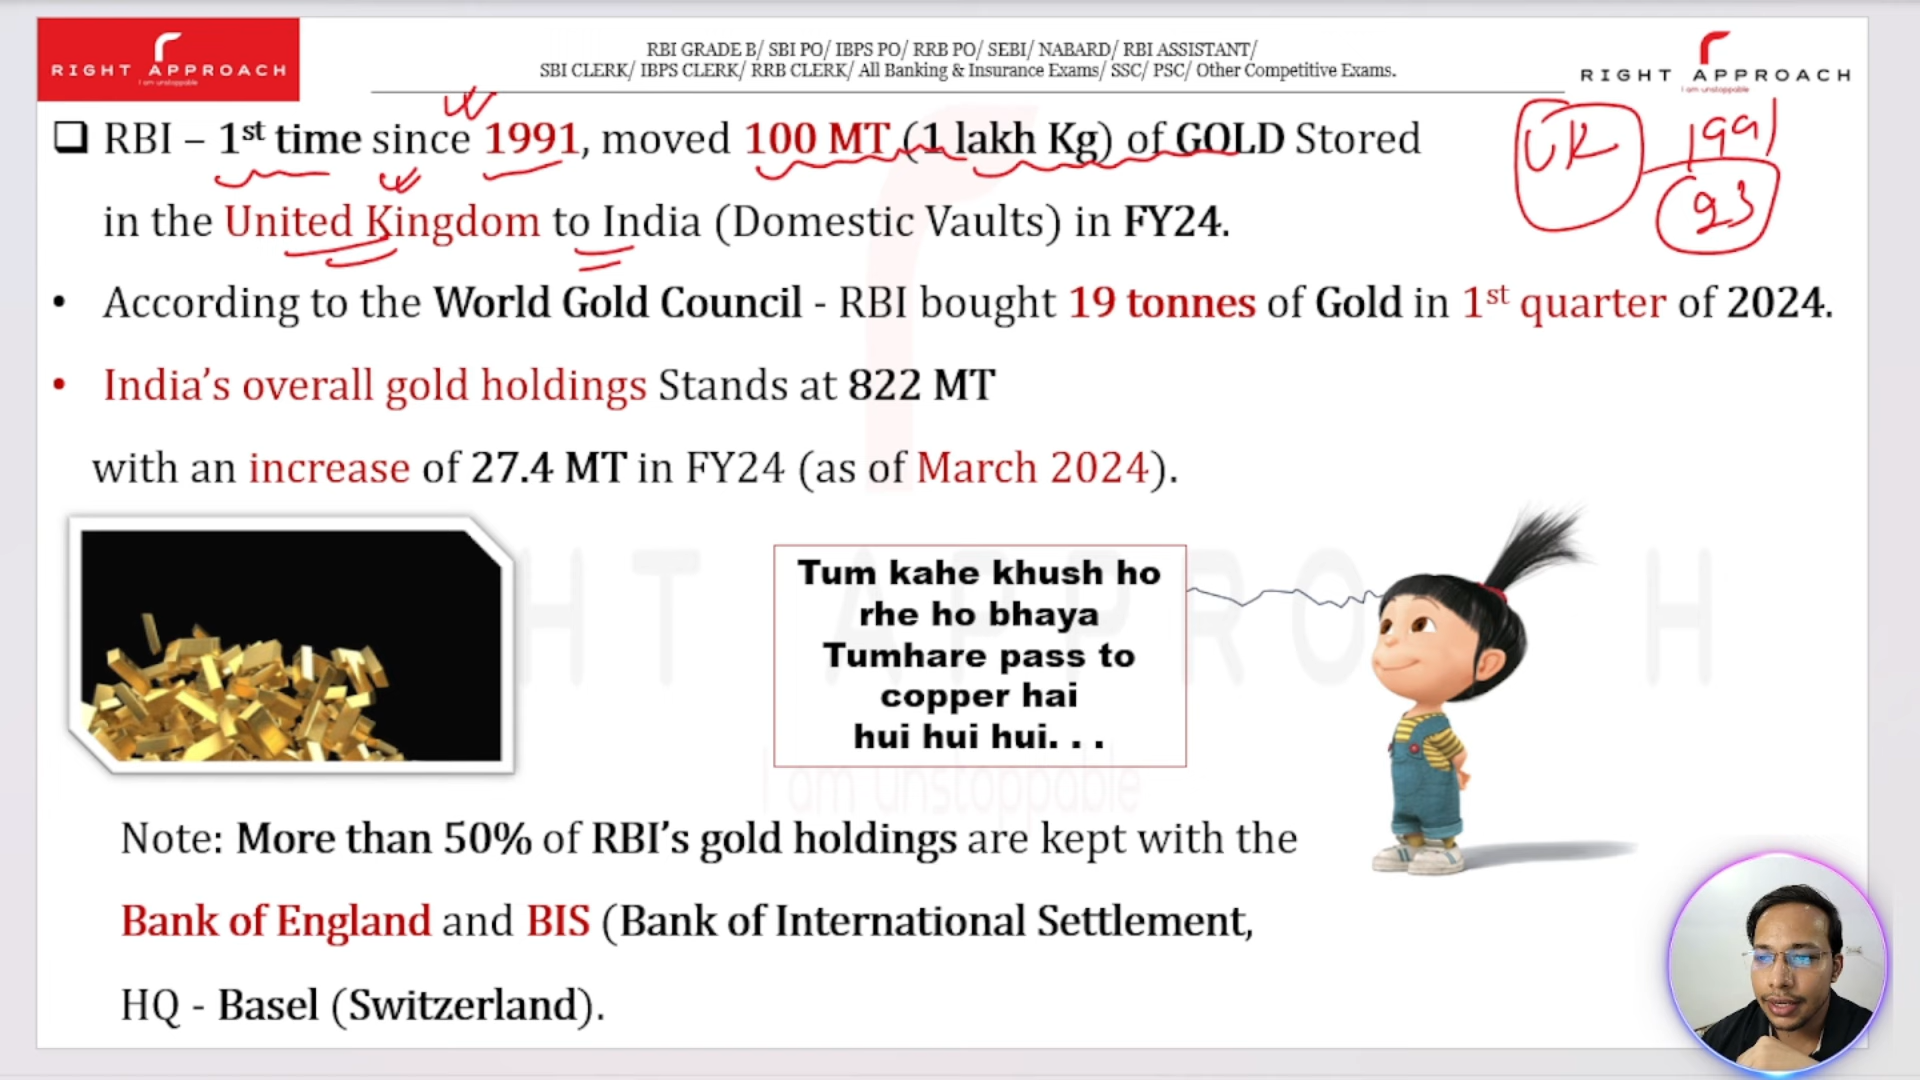 RIGHT APPROACH
I am unstoppable
RBI GRADE B/ SBI PO/ IBPS PO/ RRB PO/ SEBI/ NABARD/ RBI ASSISTANT/
SBI CLERK/ IBPS CLERK/ RRB CLERK/ All Banking & Insurance Exams/ SSC/ PSC/ Other Competitive Exams.
RIGHT APPROACH
I am unstoppable
❑ RBI – 1st time since 1991, moved 100 MT (1 lakh Kg) of GOLD Stored
in the United Kingdom to India (Domestic Vaults) in FY24.
UK 1991
93
• According to the World Gold Council - RBI bought 19 tonnes of Gold in 1st quarter of 2024.
• India’s overall gold holdings Stands at 822 MT
with an increase of 27.4 MT in FY24 (as of March 2024).
Tum kahe khush ho
rhe ho bhaya
Tumhare pass to
copper hai
hui hui hui. . .
I am unstoppable
Note: More than 50% of RBI’s gold holdings are kept with the
Bank of England and BIS (Bank of International Settlement,
HQ - Basel (Switzerland).